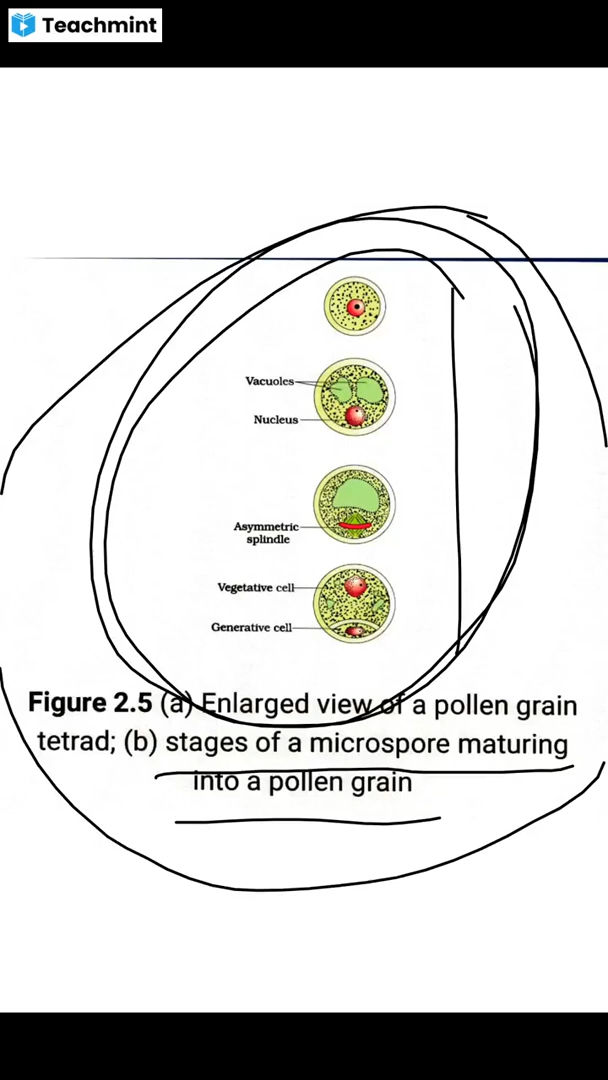 Teachmint
Vacuoles
Nucleus
Asymmetric
spindle
Vegetative cell
Generative cell
Figure 2.5 (a) Enlarged view of a pollen grain
tetrad; (b) stages of a microspore maturing
into a pollen grain